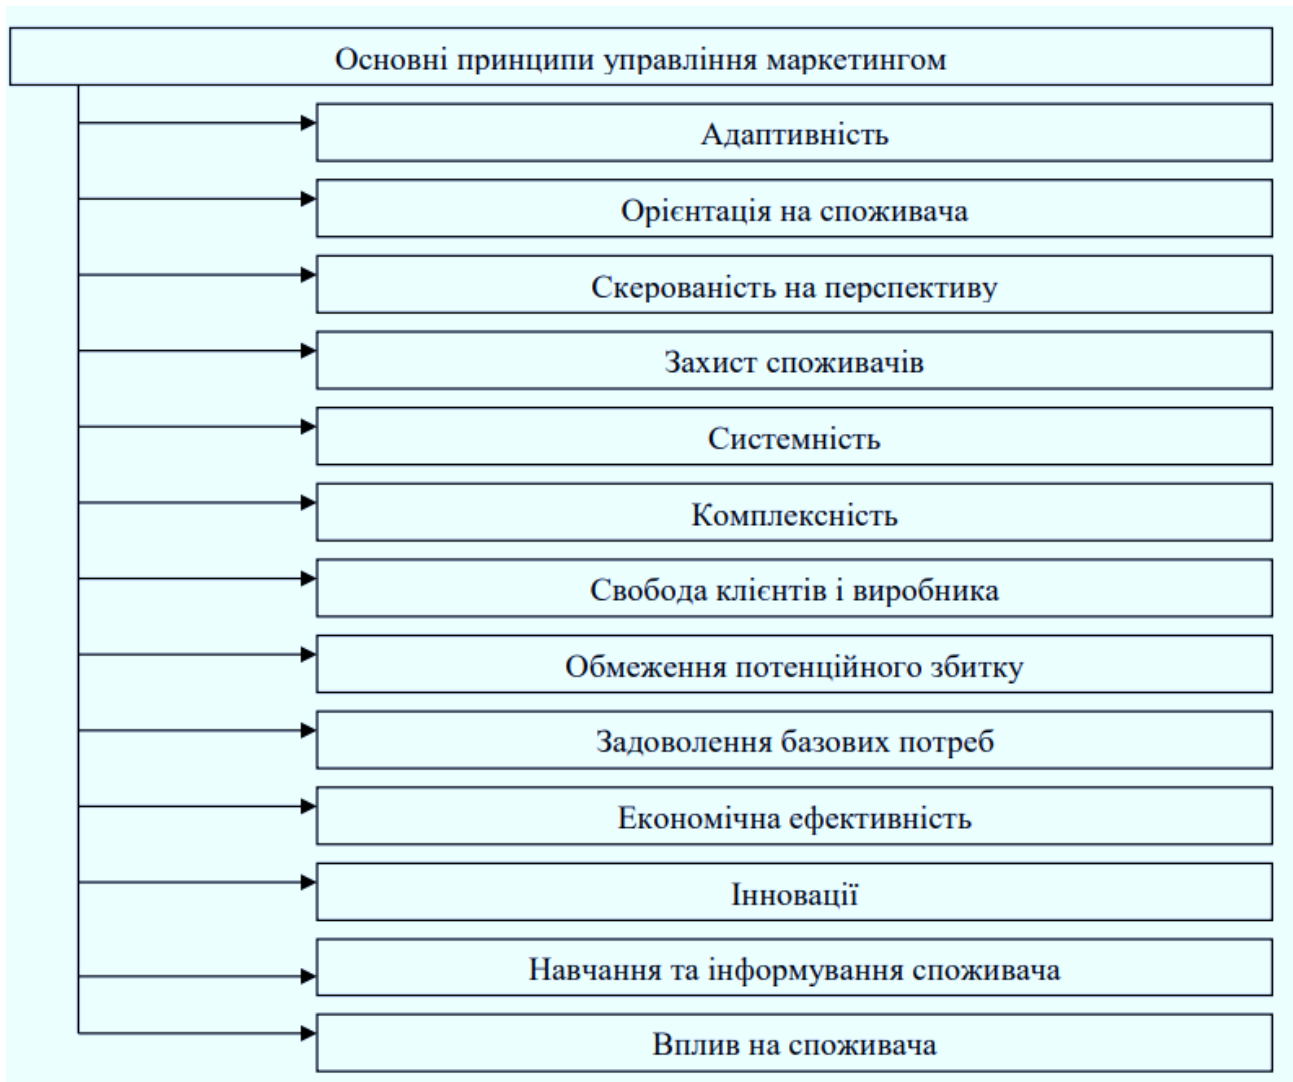 Основні принципи управління маркетингом
Адаптивність
Орієнтація на споживача
Скерованість на перспективу
Захист споживачів
Системність
Комплексність
Свобода клієнтів і виробника
Обмеження потенційного збитку
Задоволення базових потреб
Економічна ефективність
Інновації
Навчання та інформування споживача
Вплив на споживача